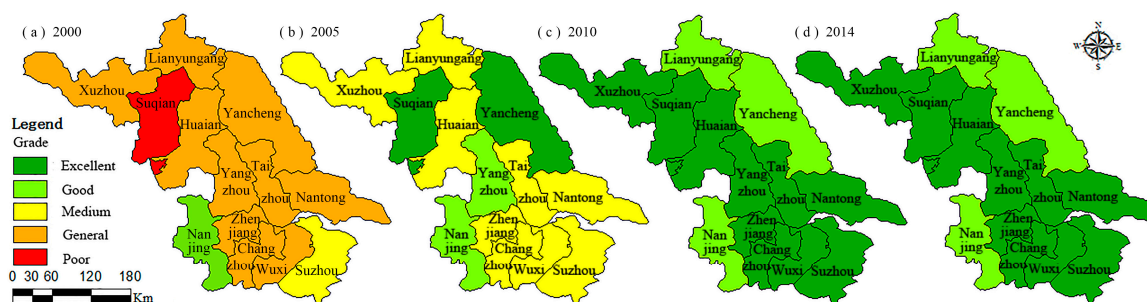 ( a ) 2000
( b ) 2005
( c ) 2010
( d ) 2014
N
W E
S
Lianyungang
Xuzhou
Suqian
Yancheng
Huaian
Tai
zhou
Yang
zhou
Nantong
Nan
jing
Zhen
jiang
Chang
zhou
Wuxi
Suzhou
Lianyungang
Xuzhou
Suqian
Yancheng
Huaian
Tai
zhou
Yang
zhou
Nantong
Nan
jing
Zhen
jiang
Chang
zhou
Wuxi
Suzhou
Lianyungang
Xuzhou
Suqian
Yancheng
Huaian
Tai
zhou
Yang
zhou
Nantong
Nan
jing
Zhen
jiang
Chang
zhou
Wuxi
Suzhou
Lianyungang
Xuzhou
Suqian
Yancheng
Huaian
Tai
zhou
Yang
zhou
Nantong
Nan
jing
Zhen
jiang
Chang
zhou
Wuxi
Suzhou
Legend
Grade
Excellent
Good
Medium
General
Poor
0 30 60 120 180
Km